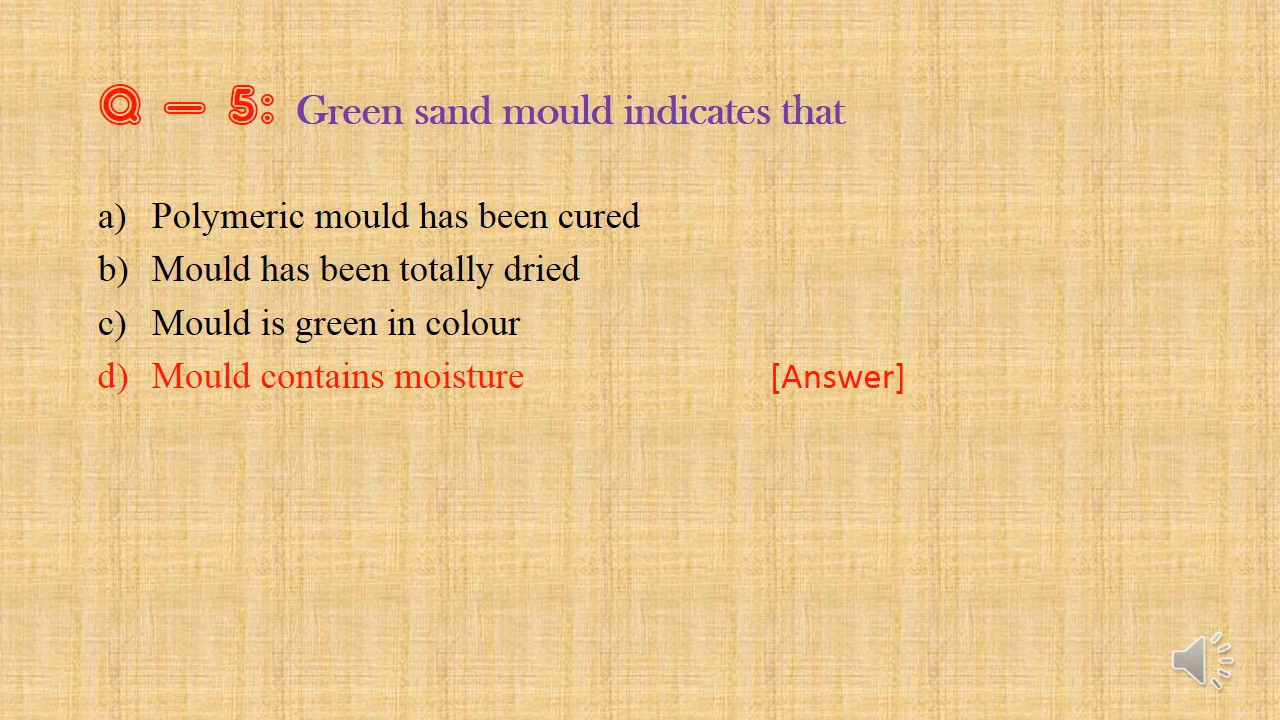 Q – 5: Green sand mould indicates that
a) Polymeric mould has been cured
b) Mould has been totally dried
c) Mould is green in colour
d) Mould contains moisture [Answer]